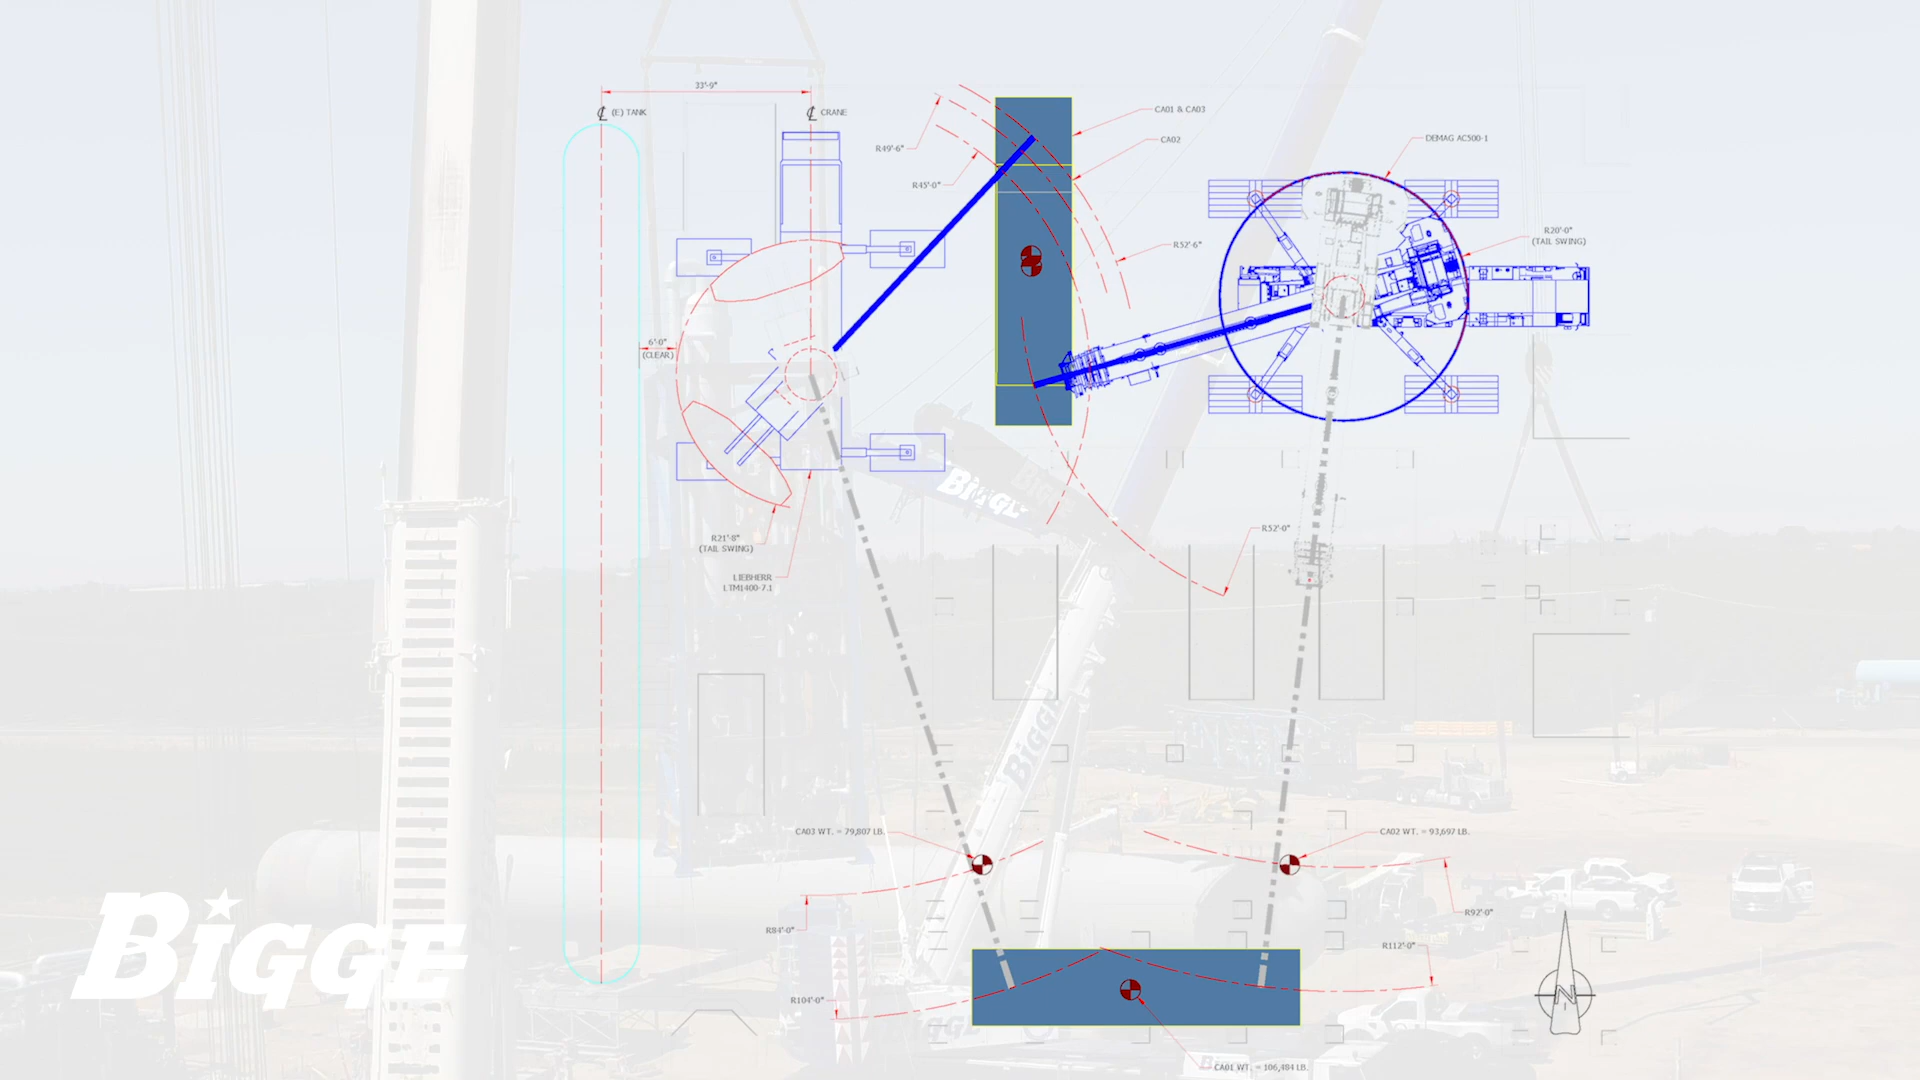 33'-9"
℄ (E) TANK
℄ CRANE
CA01 & CA03
CA02
DEMAG AC500-1
R49'-6"
R45'-0"
R20'-0"
(TAIL SWING)
R52'-6"
6'-0"
(CLEAR)
BIGGE
R52'-0"
R21'-8"
(TAIL SWING)
LIEBHERR
LTM1400-7.1
BIGGE
CA03 WT. = 79,807 LB.
CA02 WT. = 93,697 LB.
R84'-0"
R92'-0"
R112'-0"
R104'-0"
BIGGE
N
BIGGE
CA01 WT. = 106,484 LB.